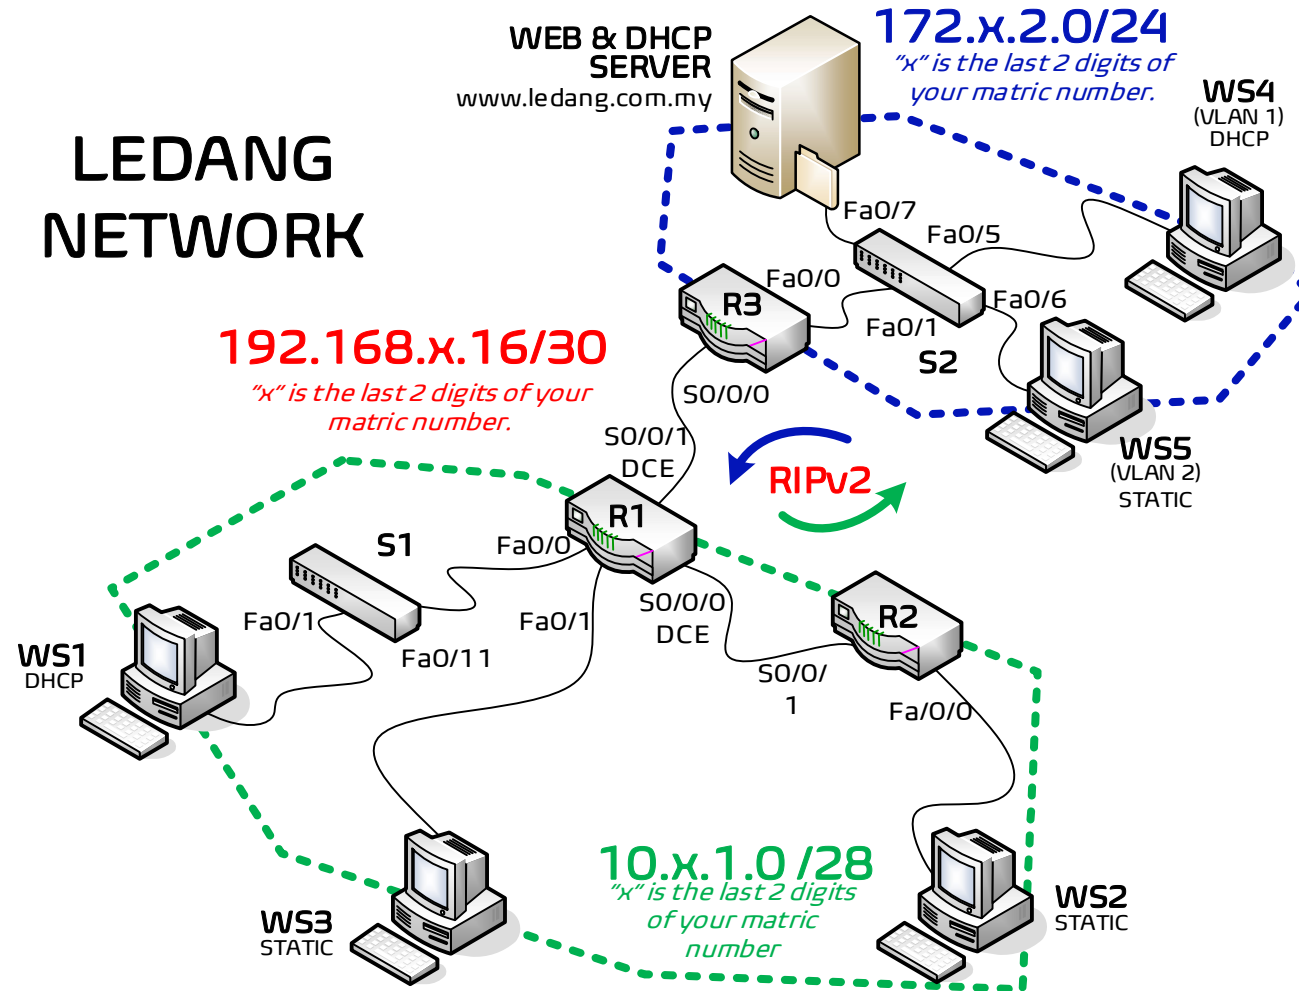 WEB & DHCP
SERVER
www.ledang.com.my
172.x.2.0/24
"x" is the last 2 digits of
your matric number.
WS4
(VLAN 1)
DHCP
LEDANG
NETWORK
Fa0/7
Fa0/5
Fa0/0
R3
Fa0/6
Fa0/1
S2
192.168.x.16/30
"x" is the last 2 digits of your
matric number.
S0/0/0
S0/0/1
DCE
WS5
(VLAN 2)
STATIC
RIPv2
R1
S1
Fa0/0
Fa0/1
Fa0/1
S0/0/0
DCE
R2
Fa0/11
WS1
DHCP
S0/0/
1
Fa/0/0
10.x.1.0 /28
"x" is the last 2 digits
of your matric
number
WS3
STATIC
WS2
STATIC